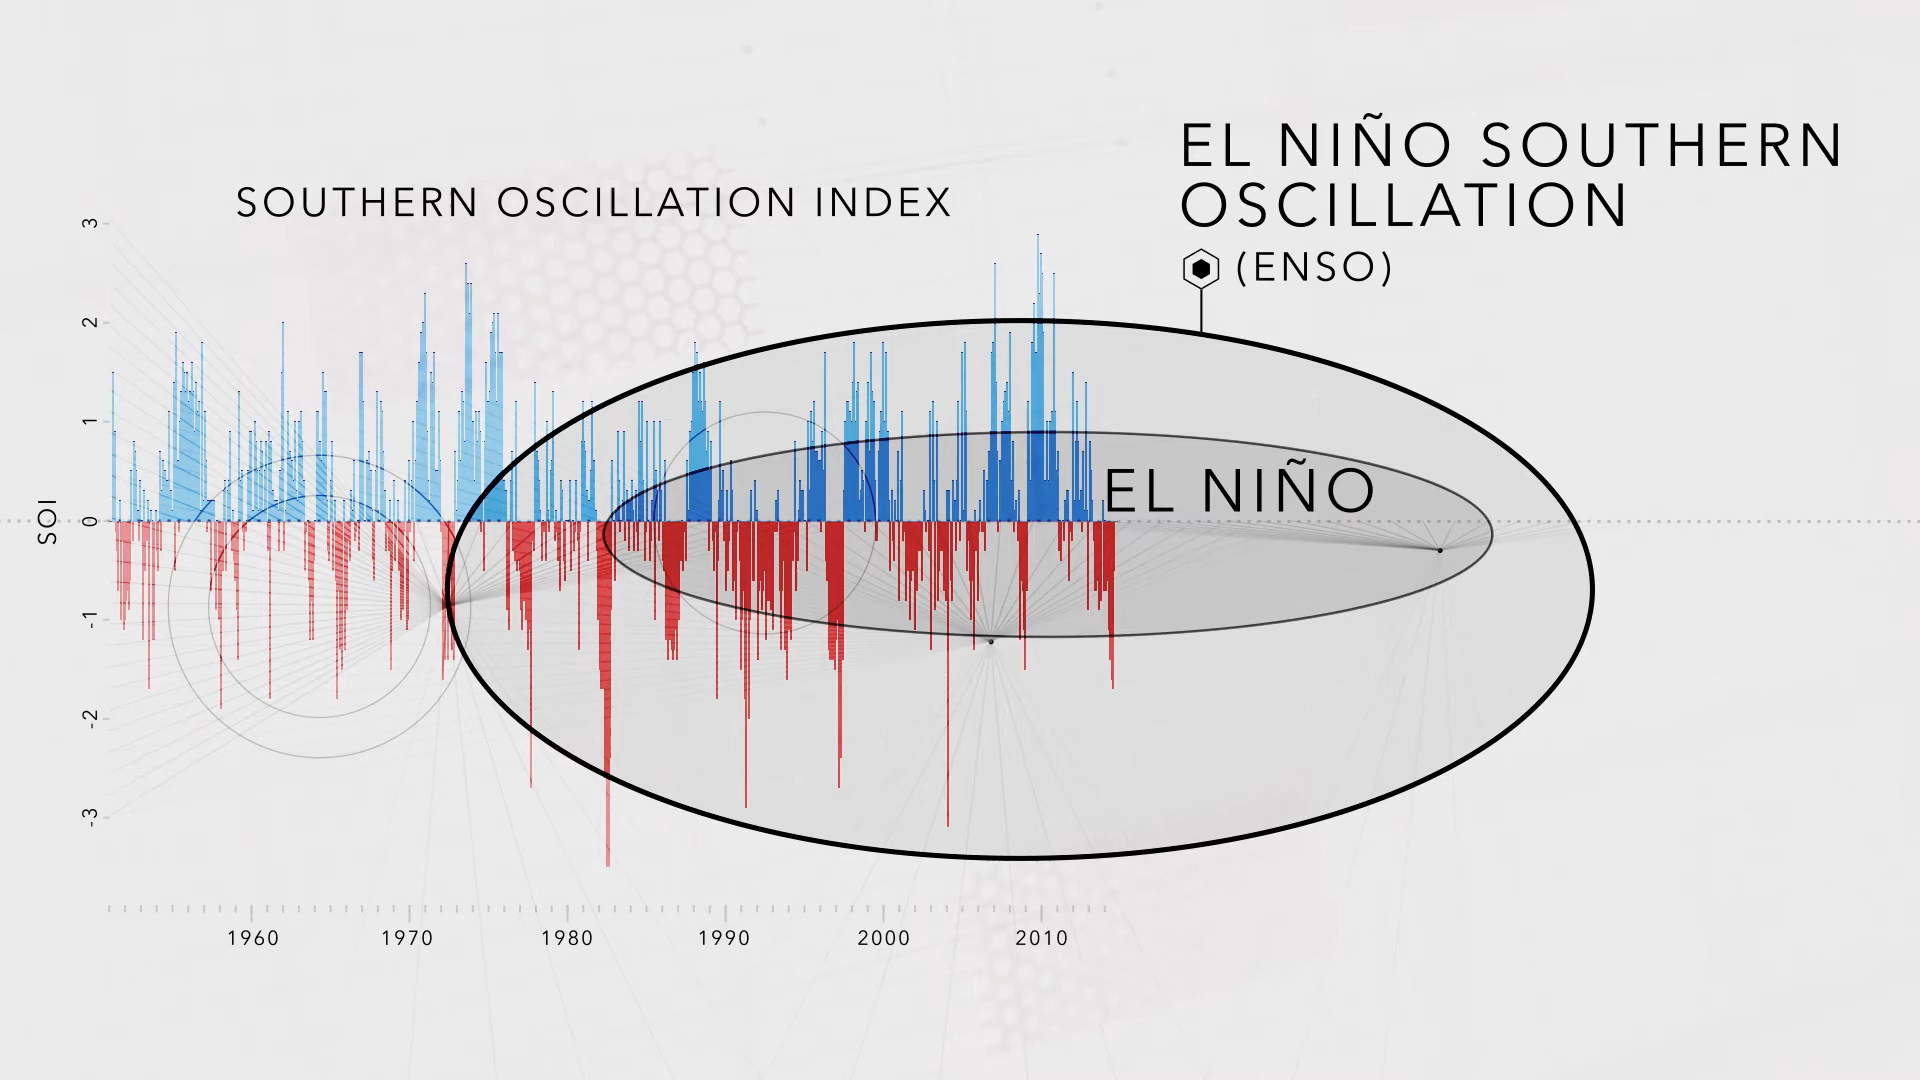 EL NIÑO SOUTHERN
OSCILLATION
(ENSO)
SOUTHERN OSCILLATION INDEX
EL NIÑO
SOI
3
2
1
0
-1
-2
-3
1960
1970
1980
1990
2000
2010